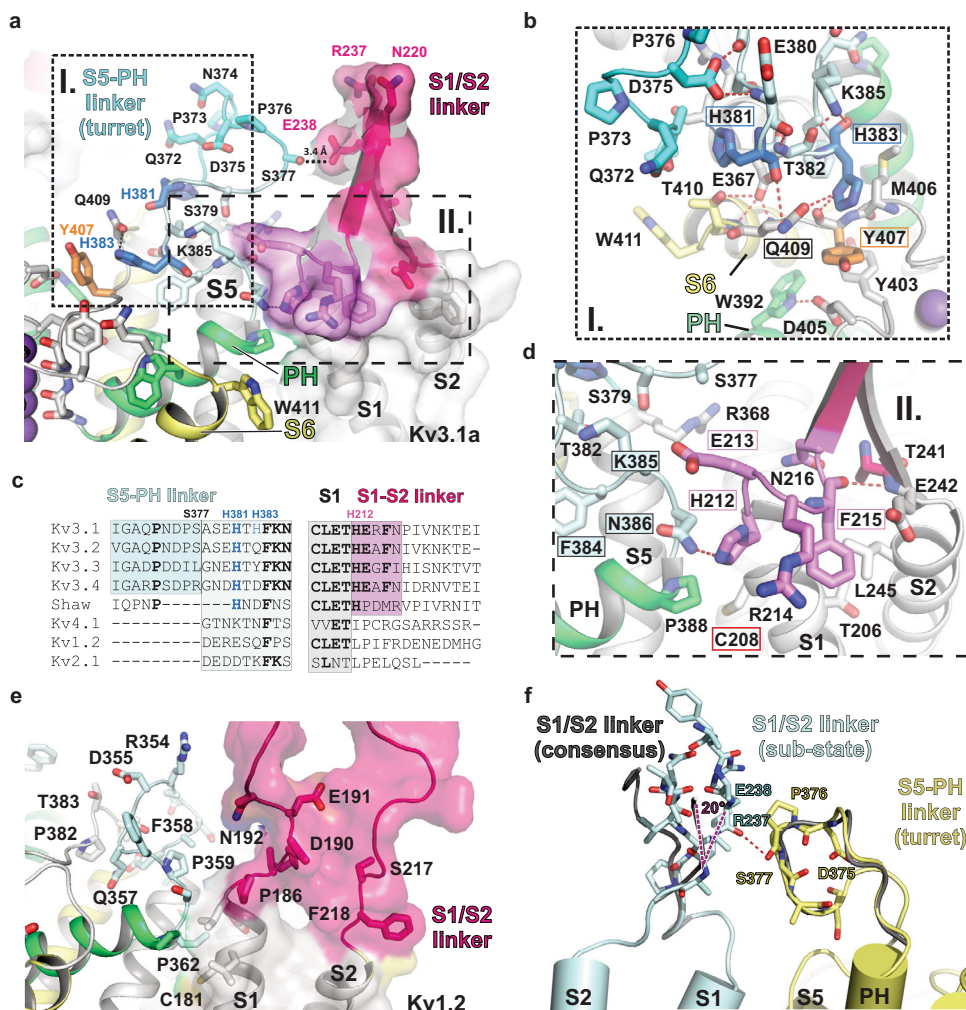 a
R237 N220
I. S5-PH
linker
(turret)
N374
S1/S2
linker
P373
P376
E238
3.4 Å
Q372
D375
S377
H381
Q409
S379
II.
Y407
H383
K385
S5
PH
S2
W411
S1
S6
Kv3.1a
b
P376
E380
D375
K385
H381
H383
P373
Q372
T410
E367
T382
M406
W411
Q409
Y407
S6
Y403
W392
I.
PH
D405
c
S5-PH linker
S377
H381
H383
S1
S1-S2 linker
H212
Kv3.1 IGAQPNDPSASEHTHFKN CLETHERFNPIVNKTEI
Kv3.2 VGAQPNDPSASEHTQFKN CLETHEAFNIVKNKTE-
Kv3.3 IGADPDDILGNEHTYFKN CLETHEGFIHISNKTVT
Kv3.4 IGARPSDPRGNDHTDFKN CLETHEAFNIDRNVTEI
Shaw IQPNP-------HNDFNS CLETHPDMRVPIVRNIT
Kv4.1 ---------GTNKTNFTS VVETIPCRGSARRSSR-
Kv1.2 ---------DERESQFPS CLETLPIFRDENEDMHG
Kv2.1 ---------DEDDTKFKS SLNTLPELQSL-----
d
S377
S379
II.
R368
T382
E213
T241
K385
N216
E242
H212
N386
F384
S5
F215
S2
PH
L245
P388
R214
T206
C208
S1
e
R354
D355
T383
E191
F358
P382
N192
D190
P359
S217
P186
Q357
F218
S1/S2
linker
P362
S2
C181
S1
Kv1.2
f
S1/S2 linker
(consensus)
S1/S2 linker
(sub-state)
S5-PH
linker
(turret)
E238
P376
20°
R237
D375
S377
S2
S1
S5
PH